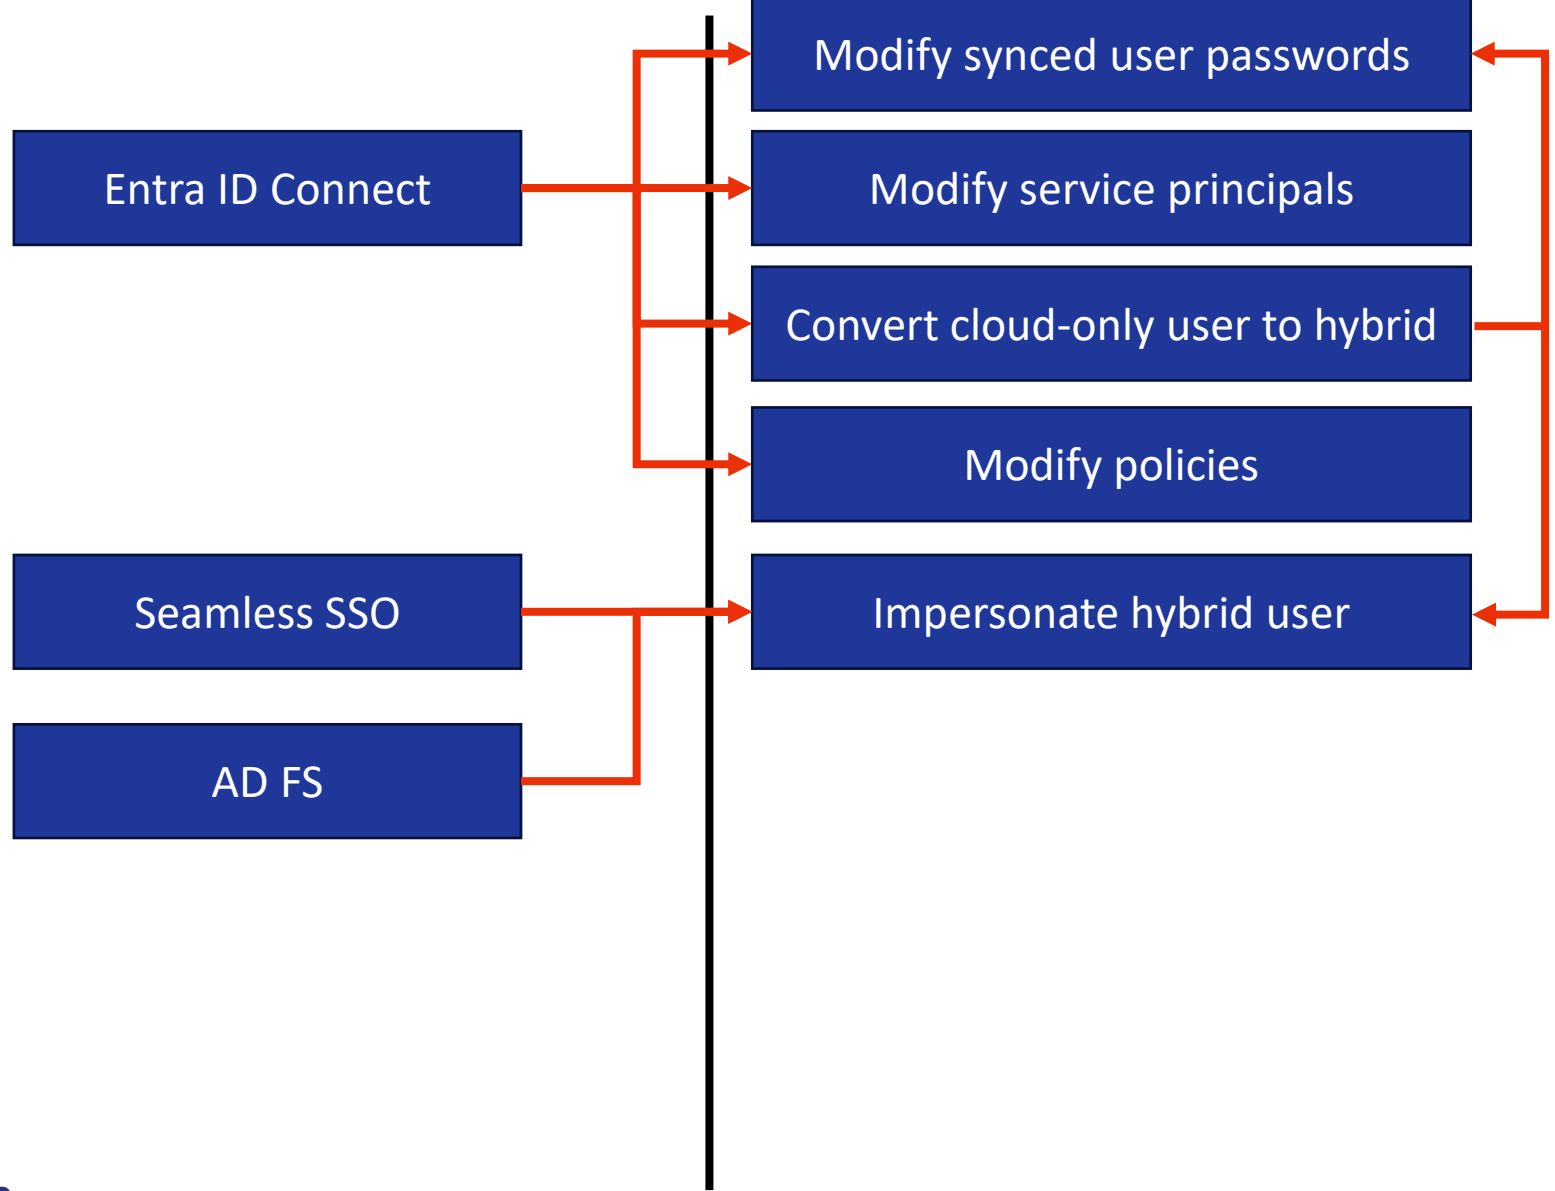 Modify synced user passwords
Entra ID Connect
Modify service principals
Convert cloud-only user to hybrid
Modify policies
Seamless SSO
Impersonate hybrid user
AD FS